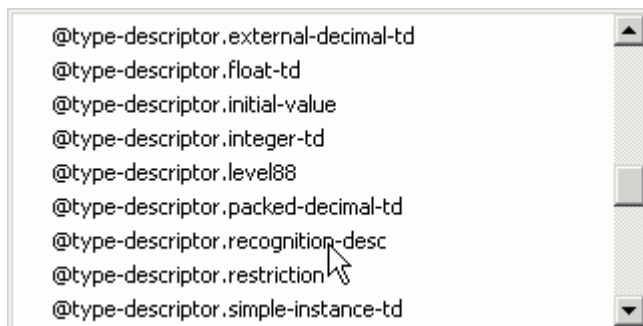 @type-descriptor.external-decimal-td
@type-descriptor.float-td
@type-descriptor.initial-value
@type-descriptor.integer-td
@type-descriptor.level88
@type-descriptor.packed-decimal-td
@type-descriptor.recognition-desc
@type-descriptor.restriction
@type-descriptor.simple-instance-td